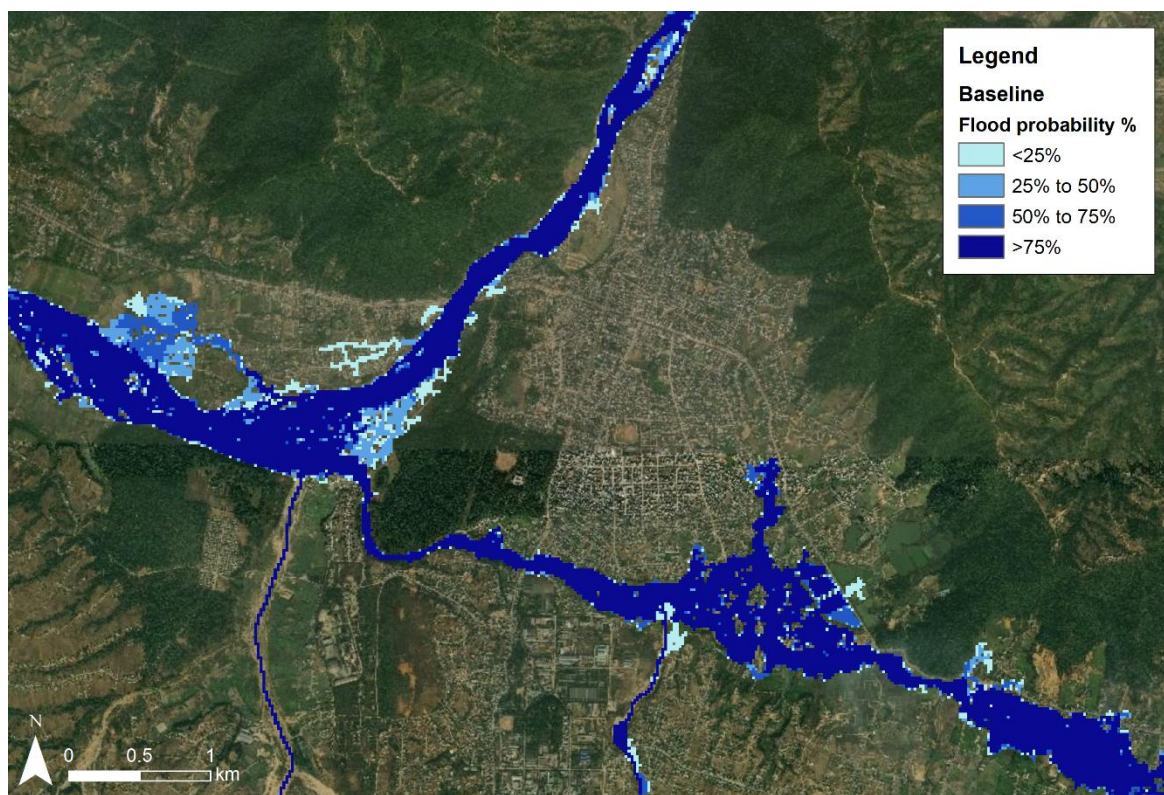 Legend
Baseline
Flood probability %
<25%
25% to 50%
50% to 75%
>75%
N
0 0.5 1
km